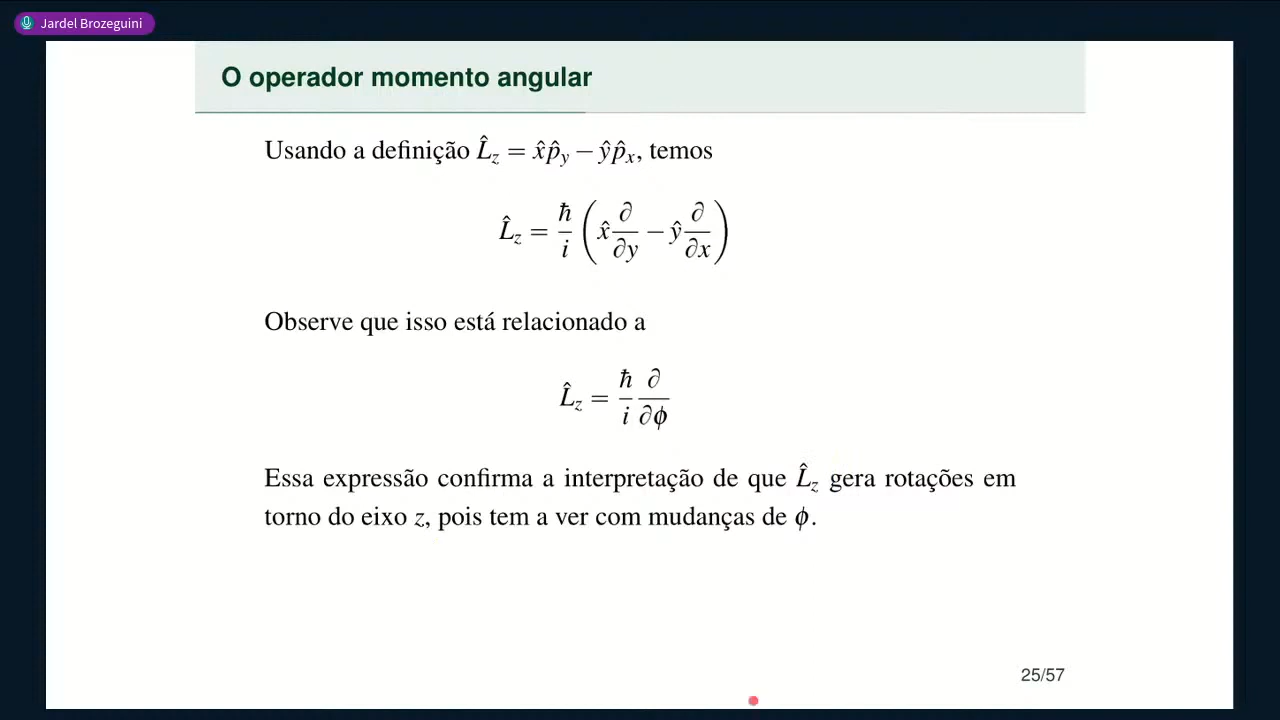 Jardel Brozeguini
O operador momento angular
Usando a definição L̂_z = x̂p̂_y − ŷp̂_x, temos
L̂_z = ħ/i (x̂ ∂/∂y − ŷ ∂/∂x)
Observe que isso está relacionado a
L̂_z = ħ/i ∂/∂ϕ
Essa expressão confirma a interpretação de que L̂_z gera rotações em
torno do eixo z, pois tem a ver com mudanças de ϕ.
25/57